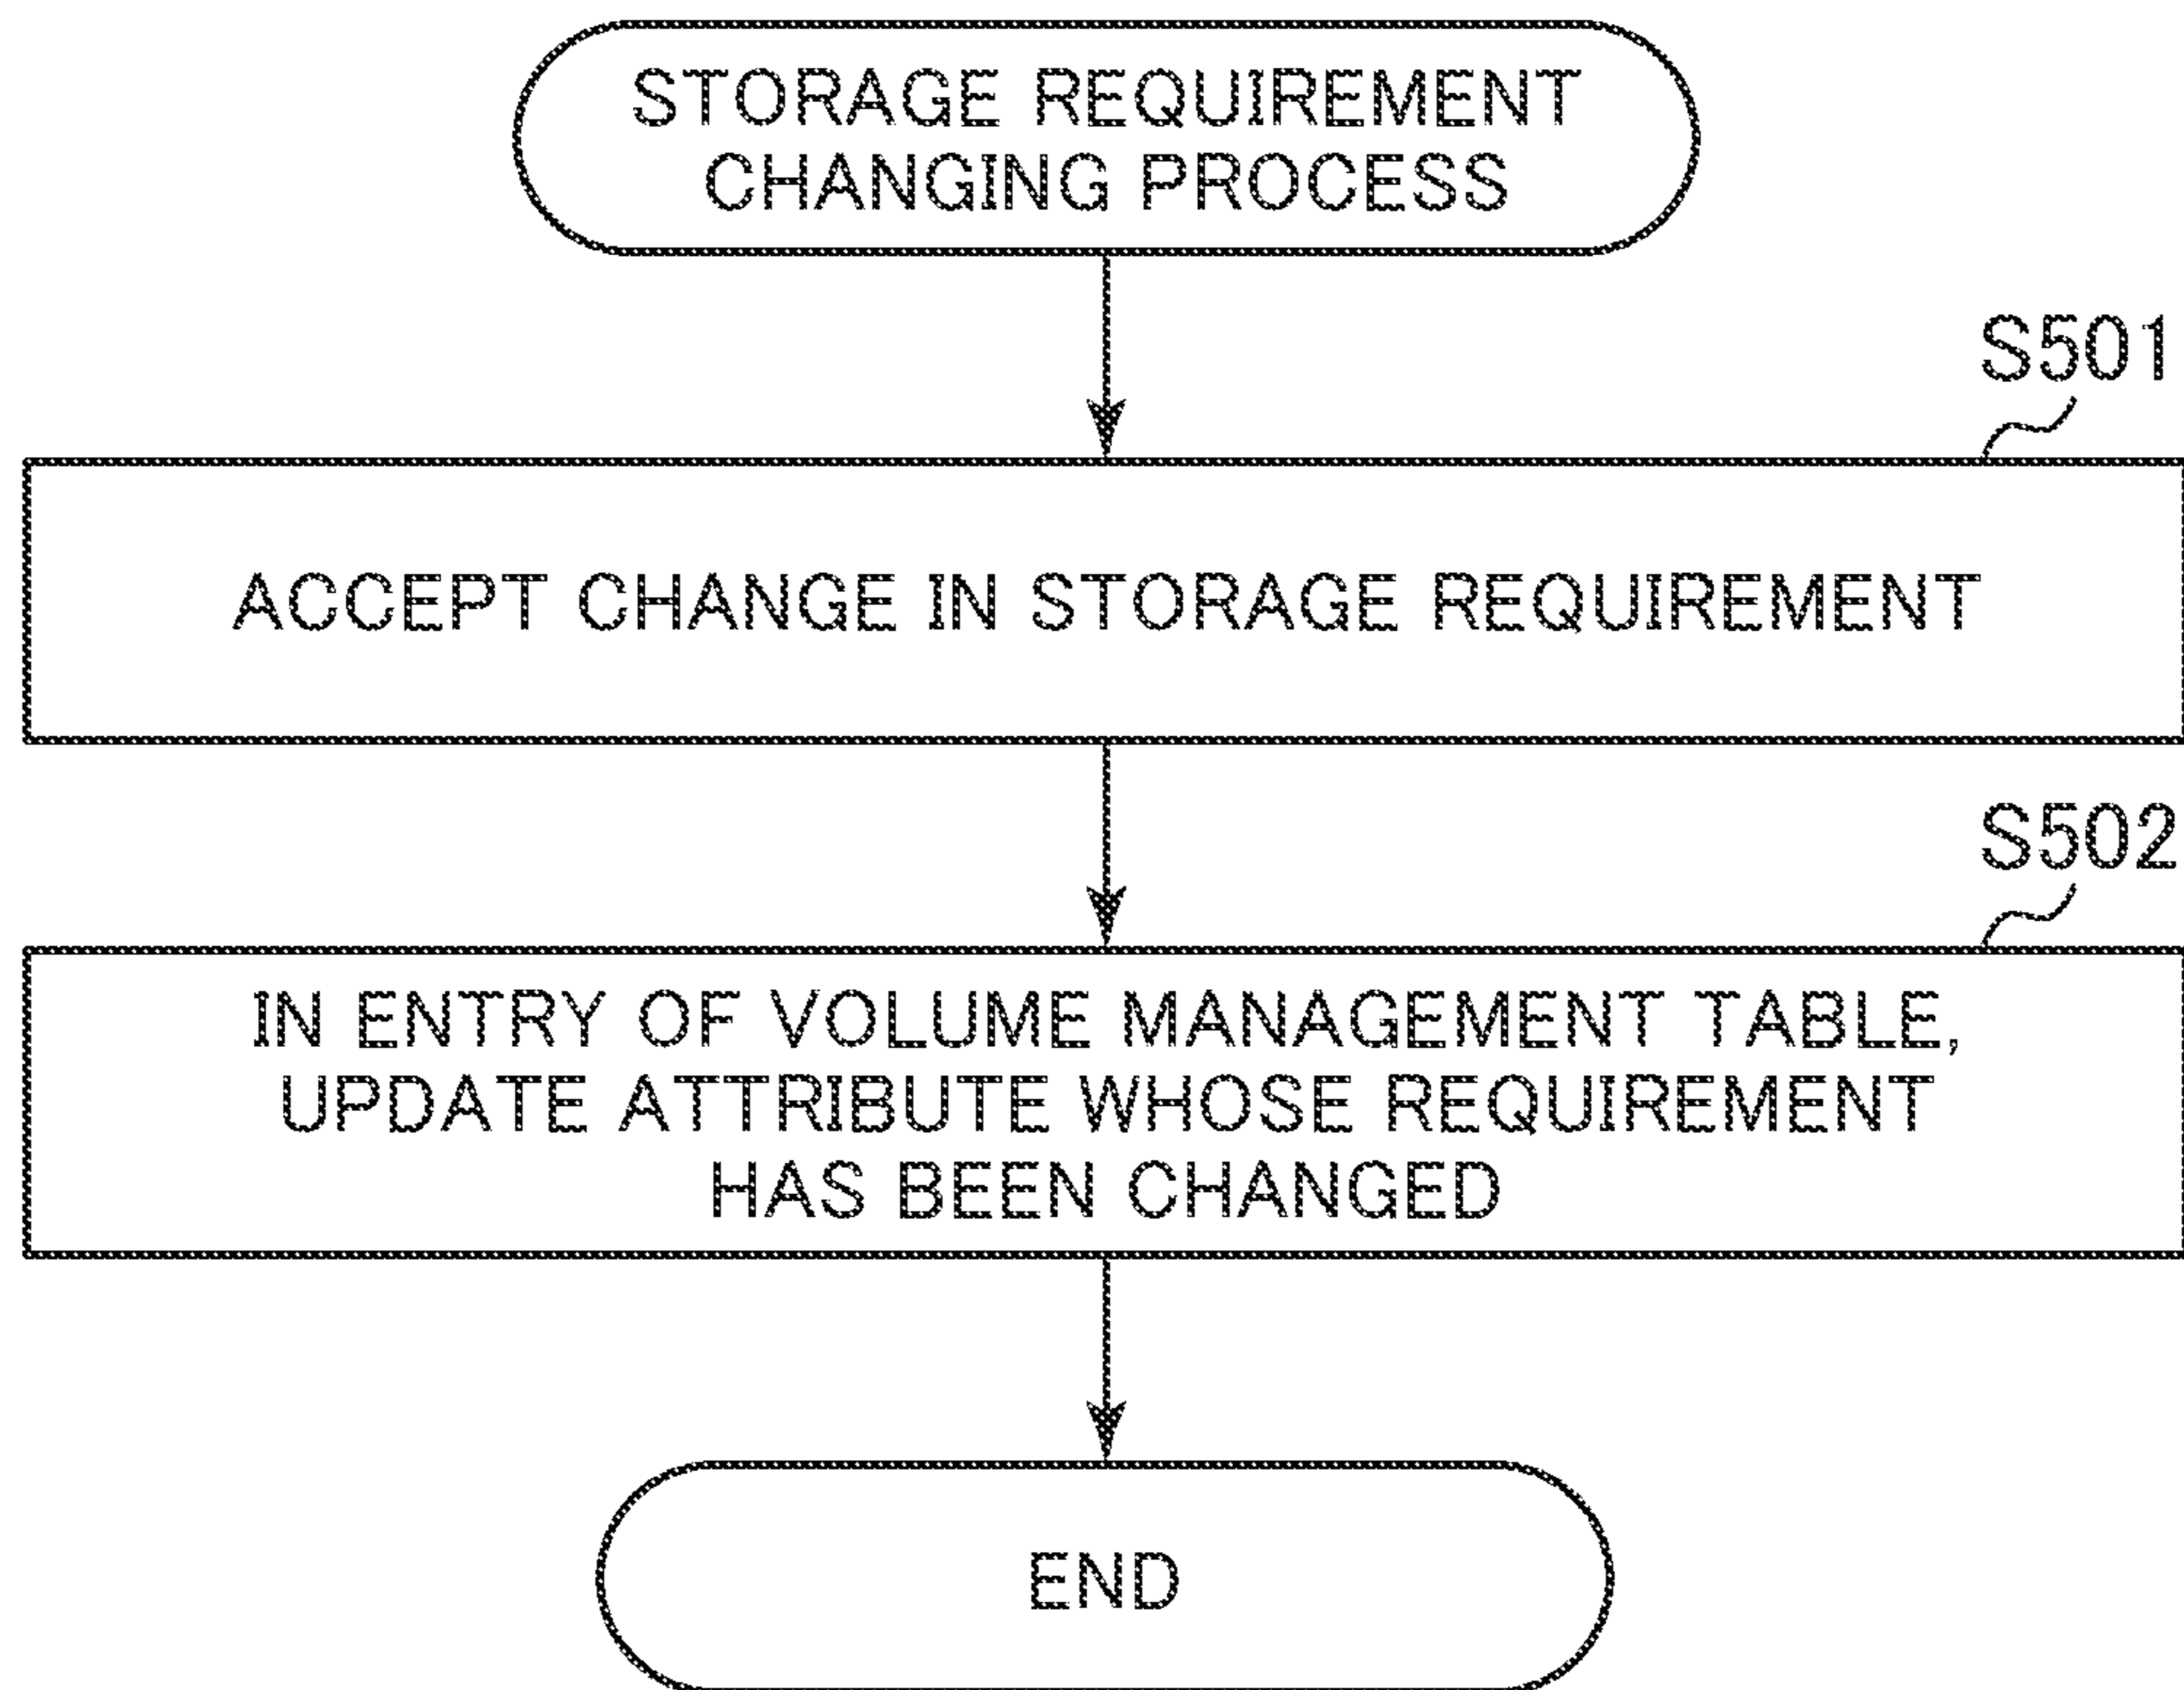 STORAGE REQUIREMENT
CHANGING PROCESS
S501
ACCEPT CHANGE IN STORAGE REQUIREMENT
S502
IN ENTRY OF VOLUME MANAGEMENT TABLE,
UPDATE ATTRIBUTE WHOSE REQUIREMENT
HAS BEEN CHANGED
END